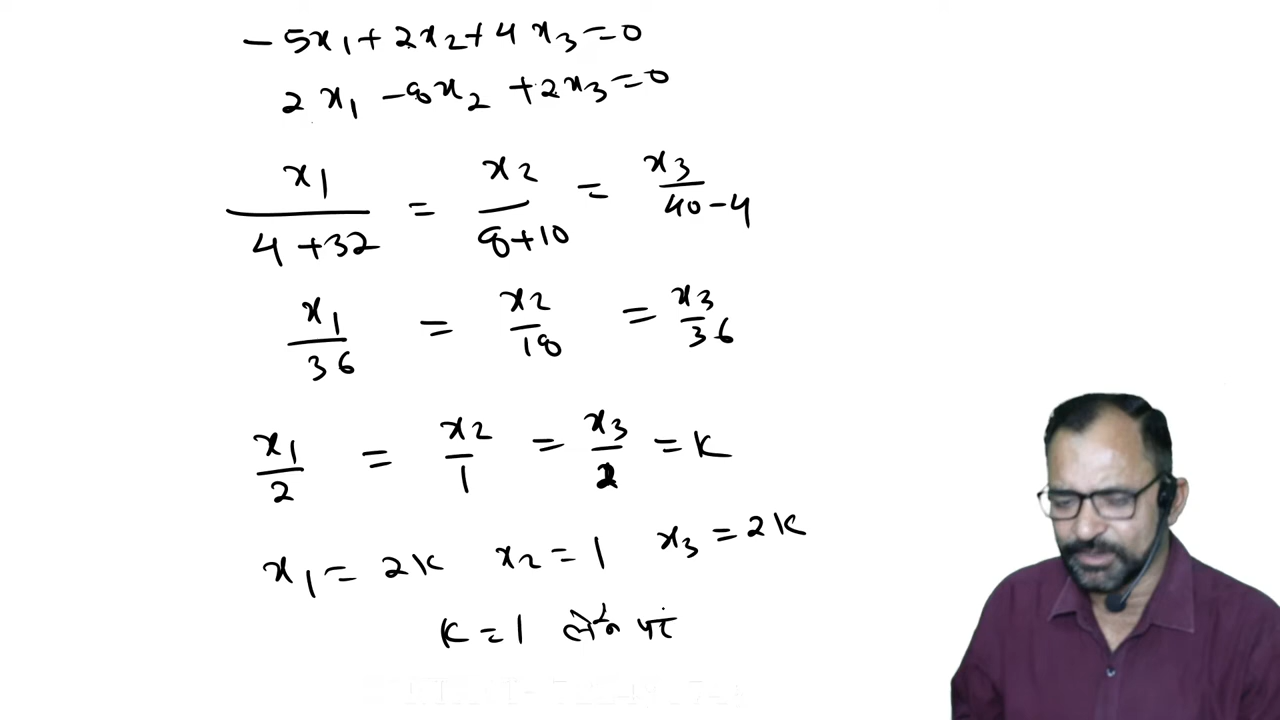 - 5x₁ + 2x₂ + 4x₃ = 0
2x₁ - 8x₂ + 2x₃ = 0
x₁/(4+32) = x₂/(8+10) = x₃/(40-4)
x₁/36 = x₂/18 = x₃/36
x₁/2 = x₂/1 = x₃/2 = k
x₁ = 2k x₂ = 1 x₃ = 2k
k = 1 लेने पर